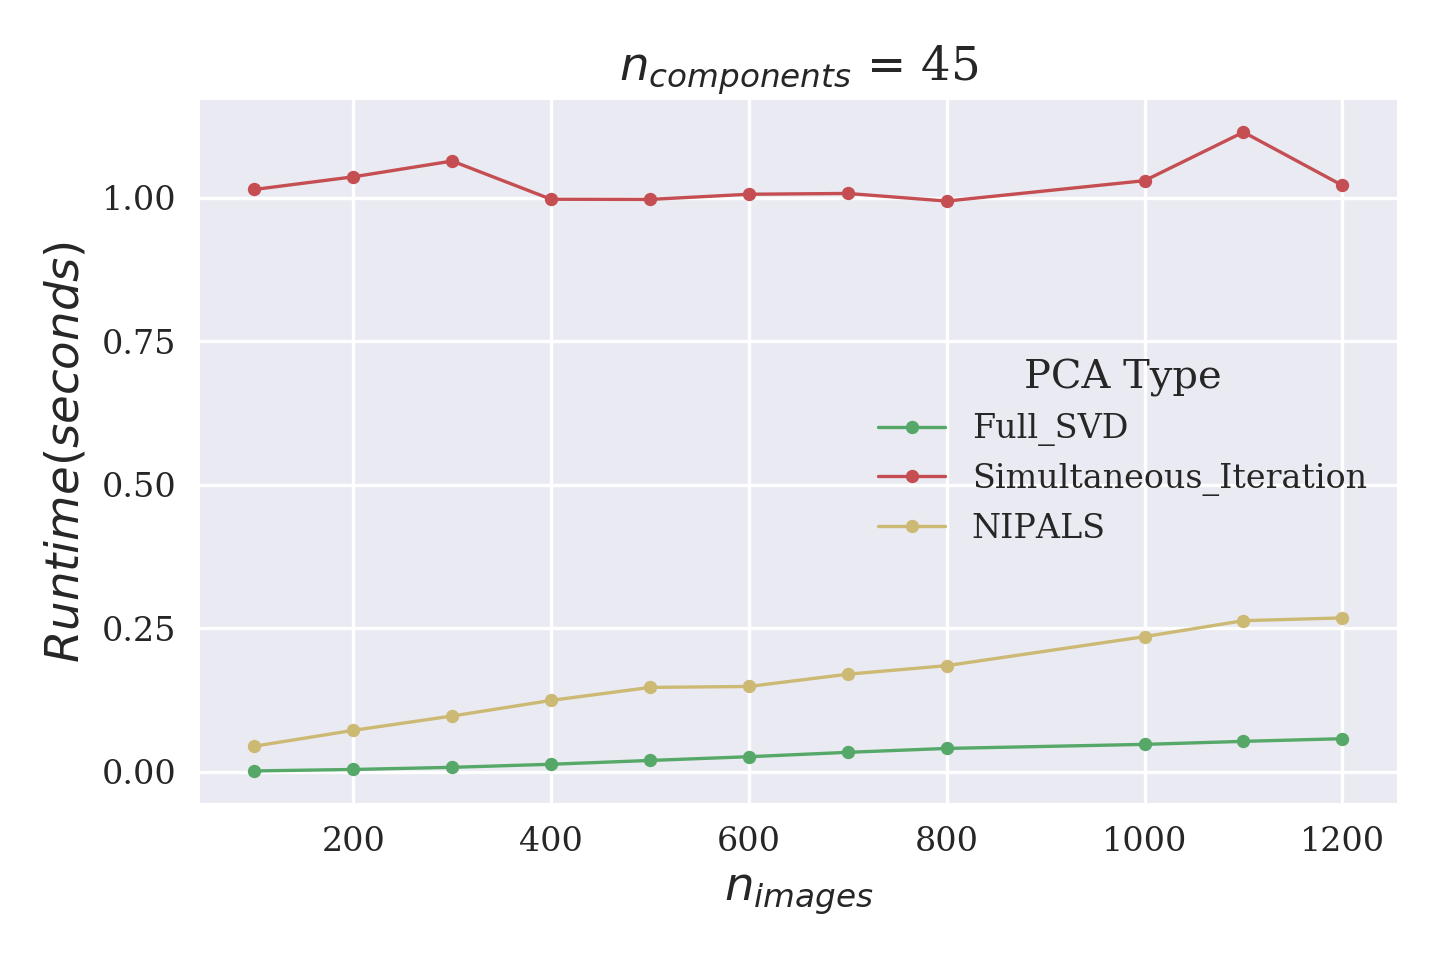 n_components = 45
1.00
0.75
0.50
0.25
0.00
Runtime(seconds)
PCA Type
Full_SVD
Simultaneous_Iteration
NIPALS
200 400 600 800 1000 1200
n_images